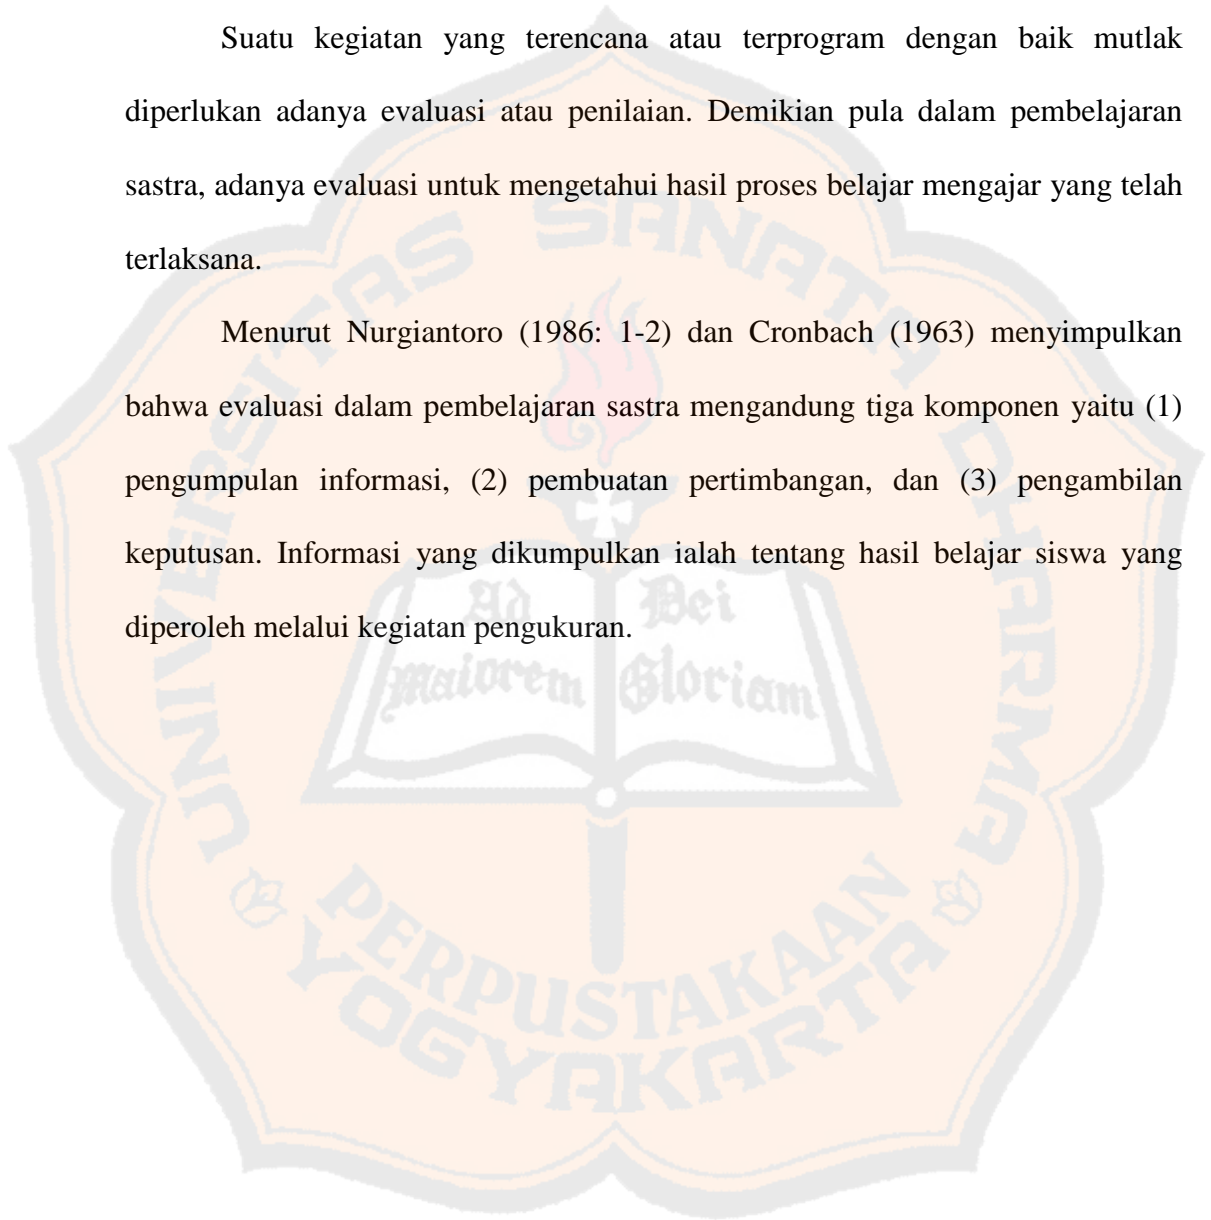 Suatu kegiatan yang terencana atau terprogram dengan baik mutlak
diperlukan adanya evaluasi atau penilaian. Demikian pula dalam pembelajaran
sastra, adanya evaluasi untuk mengetahui hasil proses belajar mengajar yang telah
terlaksana.
Menurut Nurgiantoro (1986: 1-2) dan Cronbach (1963) menyimpulkan
bahwa evaluasi dalam pembelajaran sastra mengandung tiga komponen yaitu (1)
pengumpulan informasi, (2) pembuatan pertimbangan, dan (3) pengambilan
keputusan. Informasi yang dikumpulkan ialah tentang hasil belajar siswa yang
diperoleh melalui kegiatan pengukuran.
UNIVERSITAS SANATA DHARMA
Ad Dei
Maiorem Gloriam
PERPUSTAKAAN
YOGYAKARTA